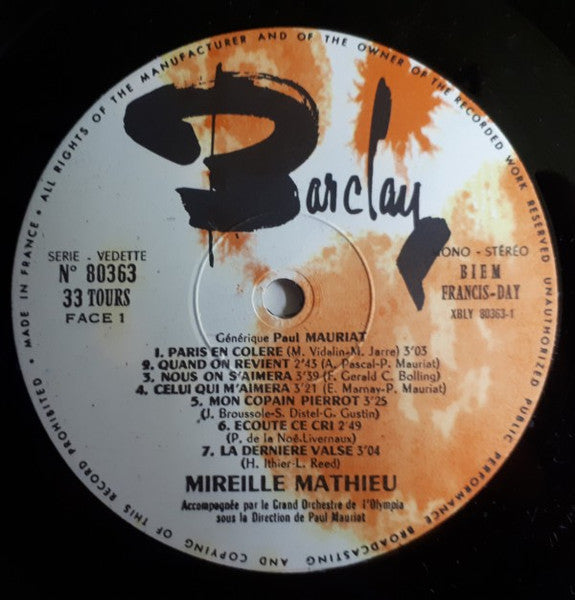 ALL RIGHTS OF THE MANUFACTURER AND OF THE OWNER OF THE RECORDED WORK RESERVED
UNAUTHORIZED PUBLIC PERFORMANCE BROADCASTING AND COPYING OF THIS RECORD PROHIBITED • MADE IN FRANCE •
Barclay
SERIE - VEDETTE
N° 80363
33 TOURS
FACE 1
MONO - STÉRÉO
BIEM
FRANCIS-DAY
XBLY 80363-1
Générique Paul MAURIAT
1. PARIS EN COLERE (M. Vidalin-M. Jarre) 3'03
2. QUAND ON REVIENT 2'43 (A. Pascal-P. Mauriat)
3. NOUS ON S'AIMERA 3'39 (F. Gerald C. Bolling)
4. CELUI QUI M'AIMERA 3'21 (E. Marnay-P. Mauriat)
5. MON COPAIN PIERROT 3'25
(J. Broussole-S. Distel-G. Gustin)
6. ECOUTE CE CRI 2'49
(P. de la Noé.Livernaux)
7. LA DERNIERE VALSE 3'04
(H. Ithier-L. Reed)
MIREILLE MATHIEU
Accompagnée par le Grand Orchestre de l'Olympia
sous la Direction de Paul Mauriat